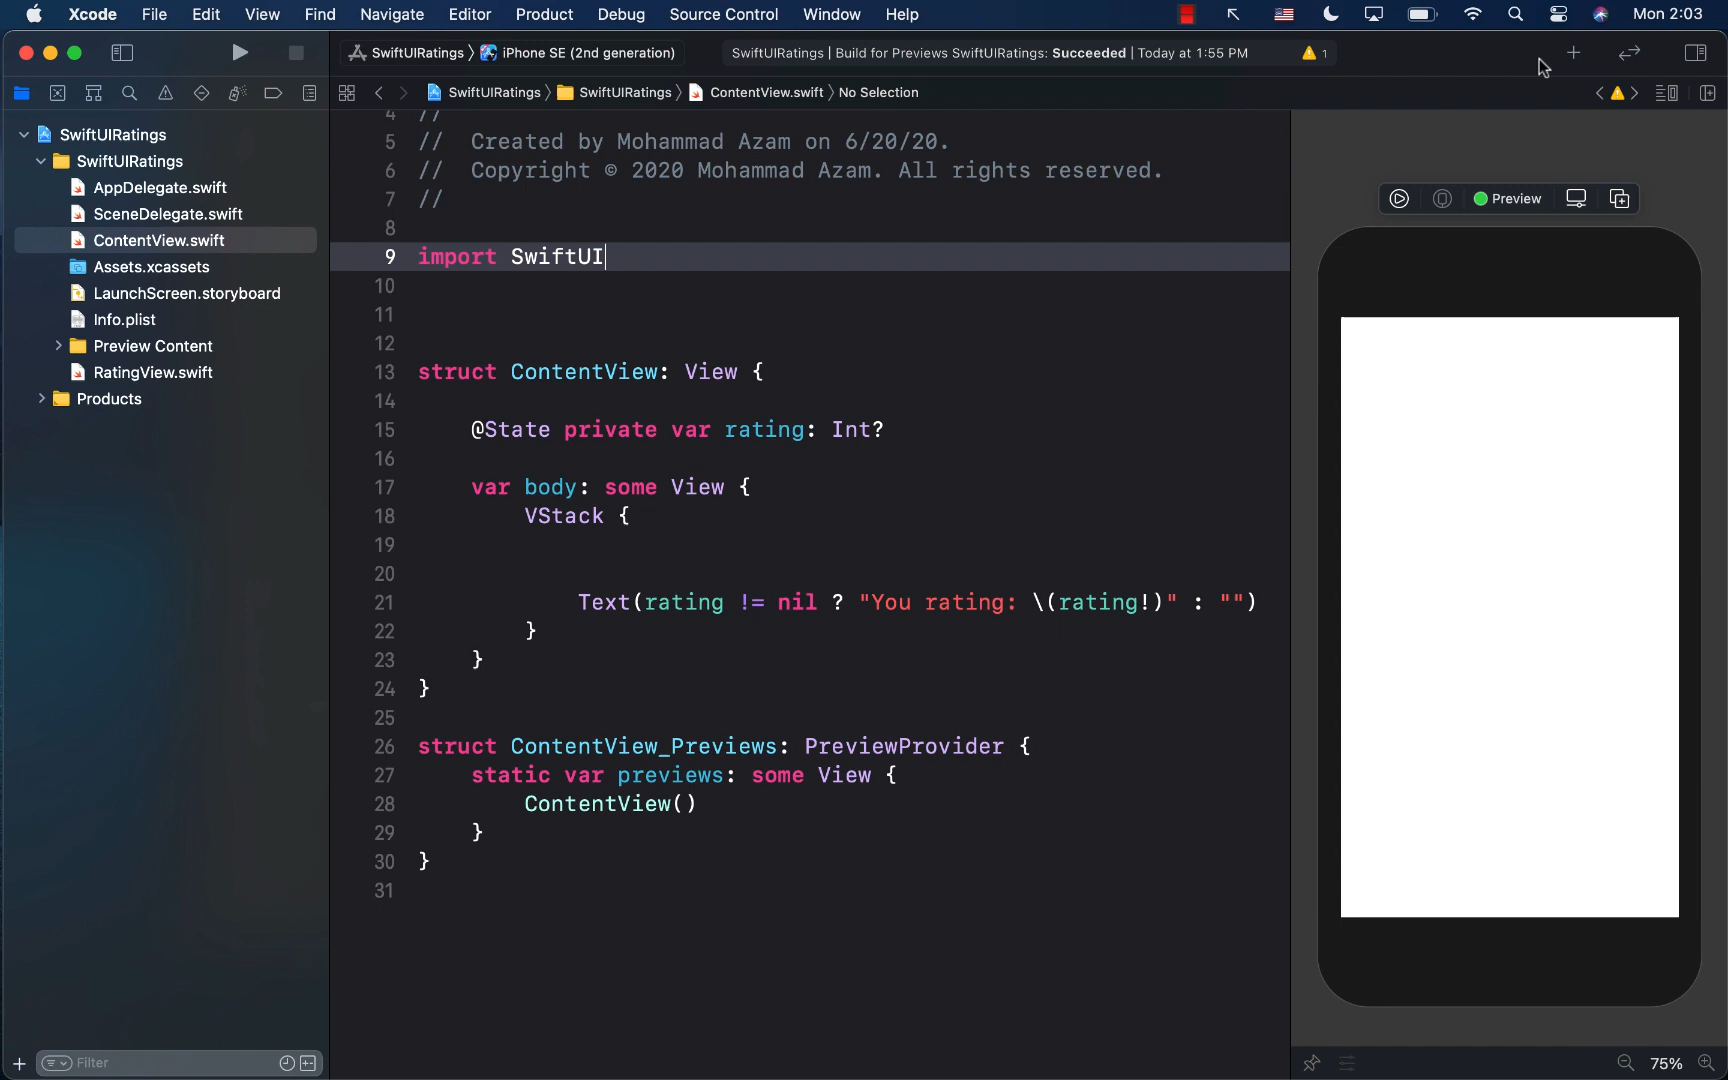 Xcode File Edit View Find Navigate Editor Product Debug Source Control Window Help Mon 2:03
SwiftUIRatings iPhone SE (2nd generation) SwiftUIRatings | Build for Previews SwiftUIRatings: Succeeded | Today at 1:55 PM 1
SwiftUIRatings SwiftUIRatings ContentView.swift No Selection
SwiftUIRatings
SwiftUIRatings
AppDelegate.swift
SceneDelegate.swift
ContentView.swift
Assets.xcassets
LaunchScreen.storyboard
Info.plist
Preview Content
RatingView.swift
Products
Filter
4 //
5 // Created by Mohammad Azam on 6/20/20.
6 // Copyright © 2020 Mohammad Azam. All rights reserved.
7 //
8
9 import SwiftUI
10
11
12
13 struct ContentView: View {
14
15 @State private var rating: Int?
16
17 var body: some View {
18 VStack {
19
20
21 Text(rating != nil ? "You rating: \(rating!)" : "")
22 }
23 }
24 }
25
26 struct ContentView_Previews: PreviewProvider {
27 static var previews: some View {
28 ContentView()
29 }
30 }
31
Preview
75%